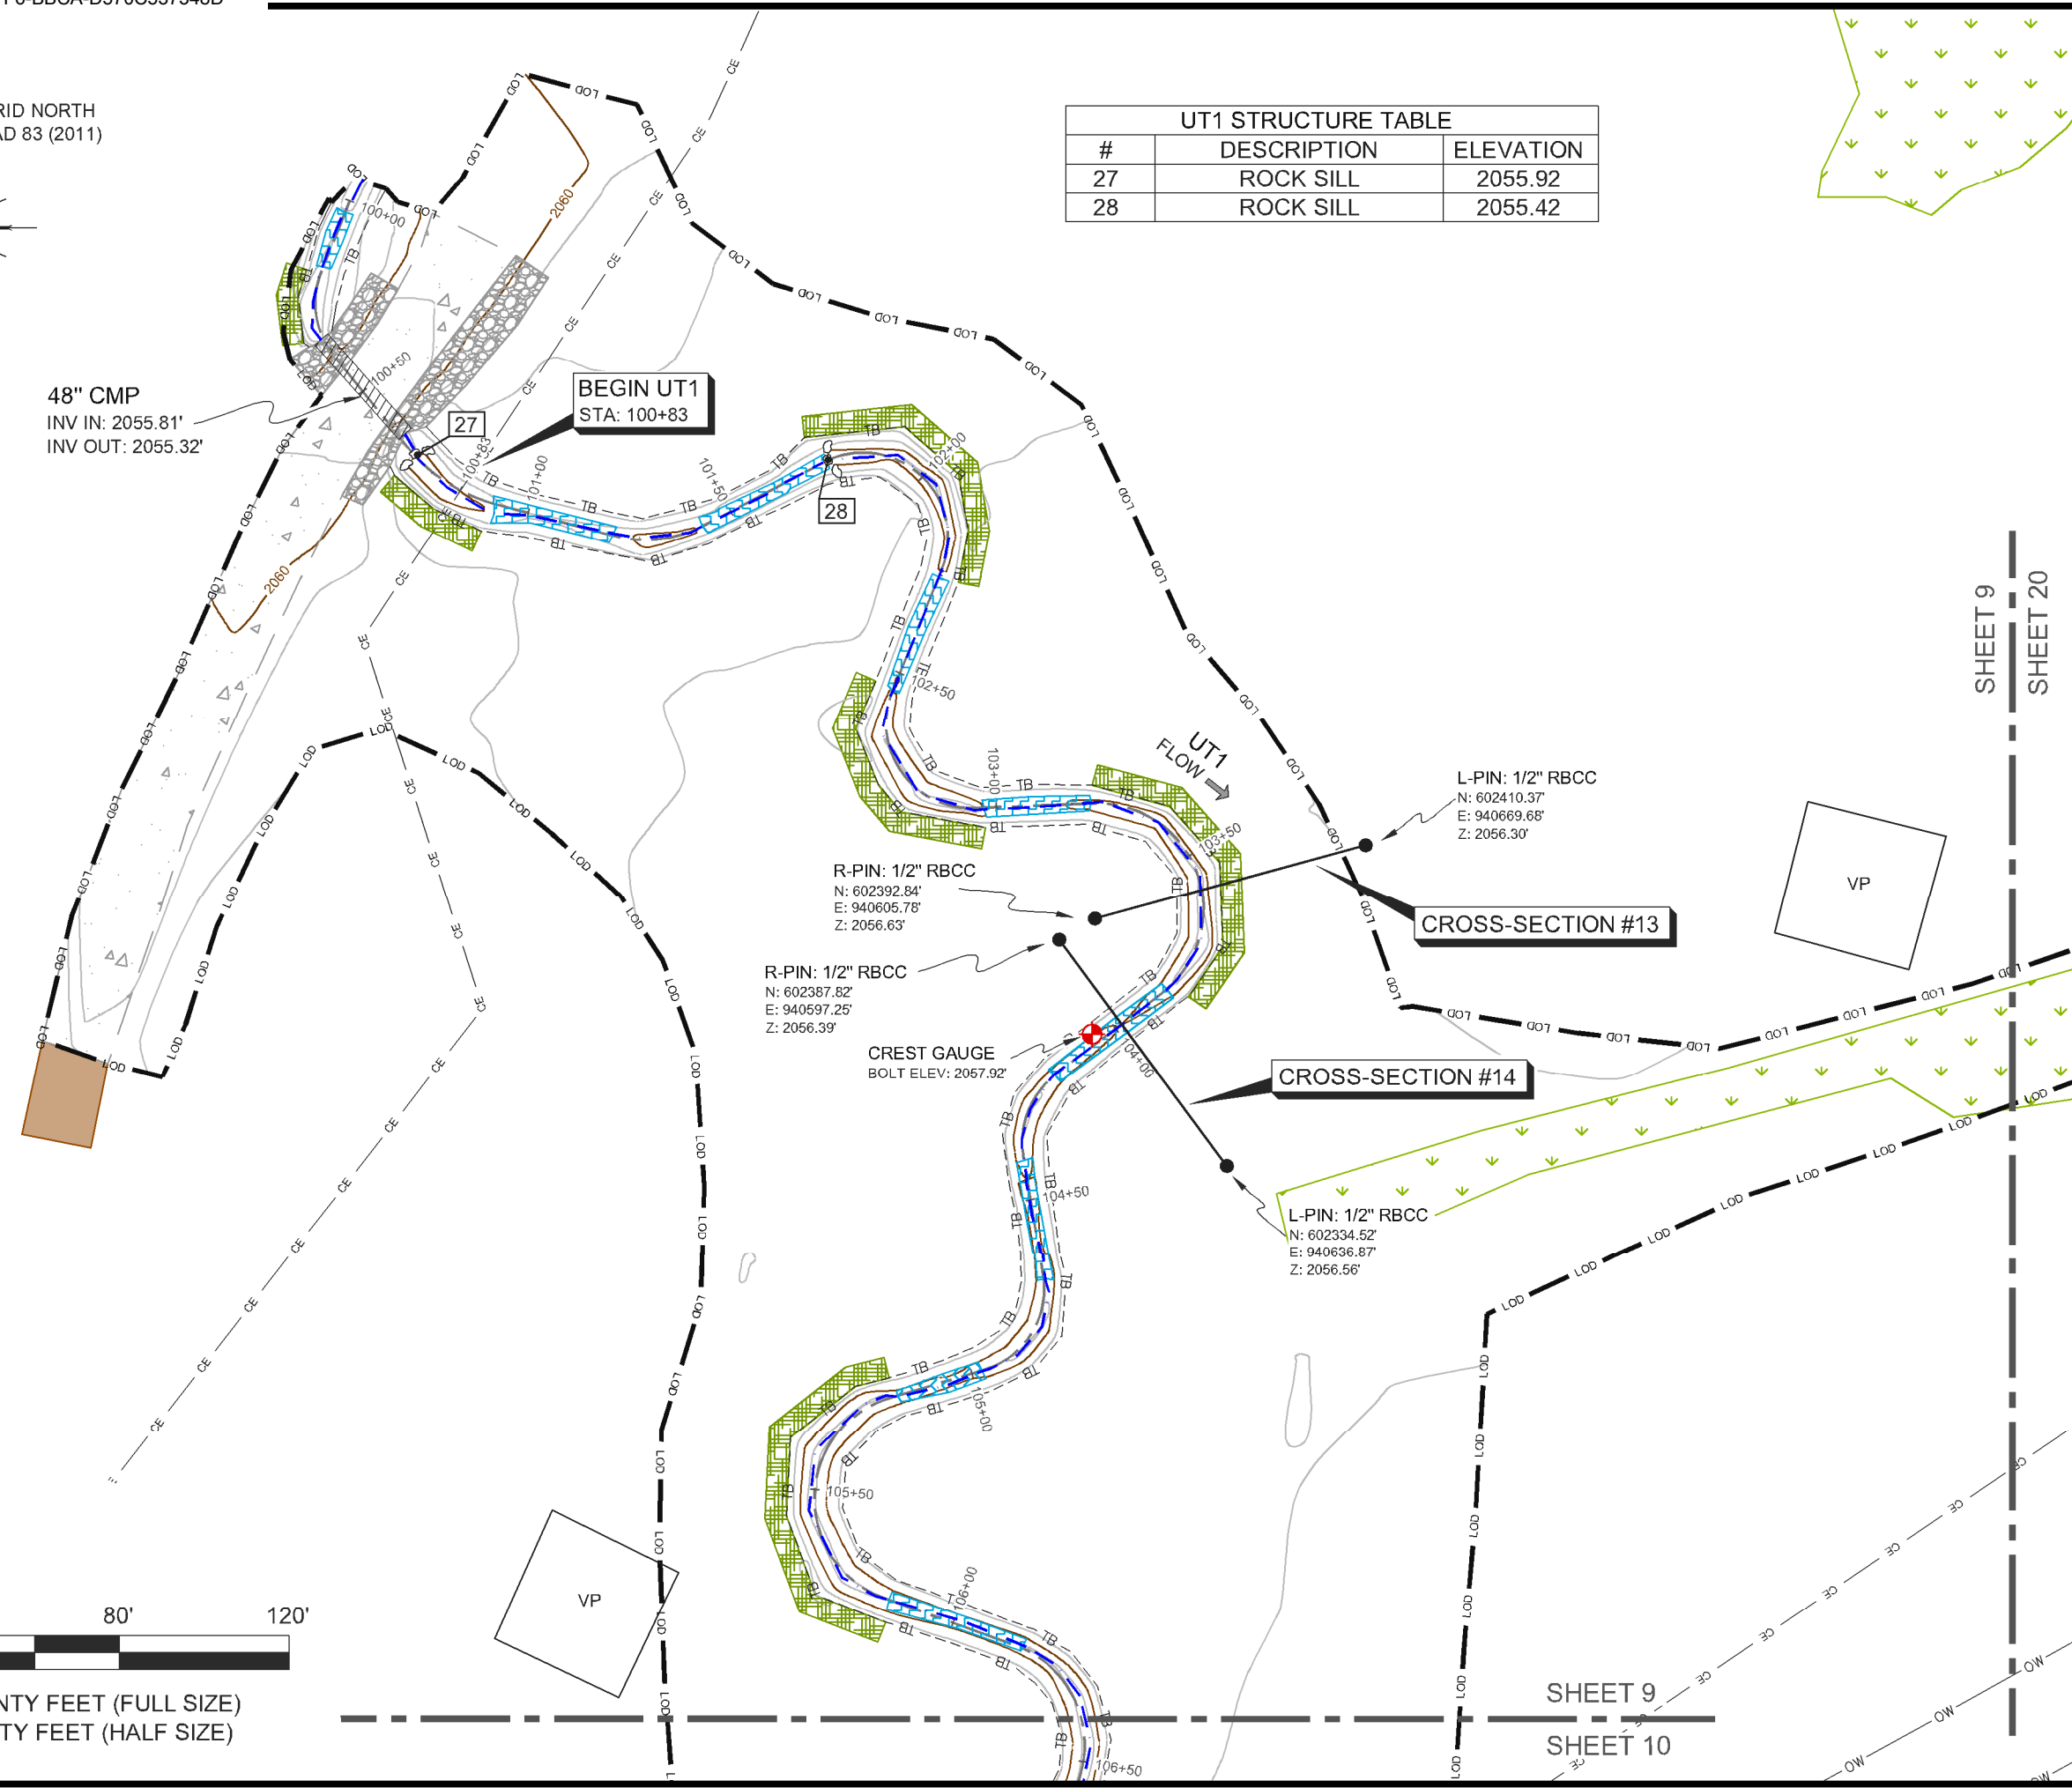 RID NORTH
AD 83 (2011)
UT1 STRUCTURE TABLE
# DESCRIPTION ELEVATION
27 ROCK SILL 2055.92
28 ROCK SILL 2055.42
48" CMP
INV IN: 2055.81'
INV OUT: 2055.32'
BEGIN UT1
STA: 100+83
27
28
2060
2060
100+00
100+50
100+83
101+00
101+50
102+00
102+50
103+00
103+50
104+00
104+50
105+00
105+50
106+00
106+50
UT1
FLOW
L-PIN: 1/2" RBCC
N: 602410.37'
E: 940669.68'
Z: 2056.30'
R-PIN: 1/2" RBCC
N: 602392.84'
E: 940605.78'
Z: 2056.63'
CROSS-SECTION #13
R-PIN: 1/2" RBCC
N: 602387.82'
E: 940597.25'
Z: 2056.39'
CREST GAUGE
BOLT ELEV: 2057.92'
CROSS-SECTION #14
L-PIN: 1/2" RBCC
N: 602334.52'
E: 940636.87'
Z: 2056.56'
VP
VP
SHEET 9
SHEET 20
SHEET 9
SHEET 10
80' 120'
NTY FEET (FULL SIZE)
TY FEET (HALF SIZE)
LOD
CE
TB
OW